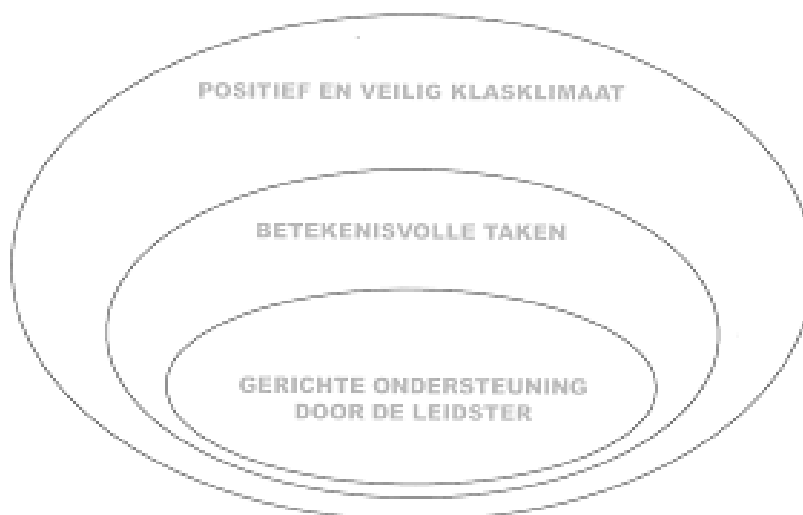 POSITIEF EN VEILIG KLASKLIMAAT
BETEKENISVOLLE TAKEN
GERICHTE ONDERSTEUNING
DOOR DE LEIDSTER